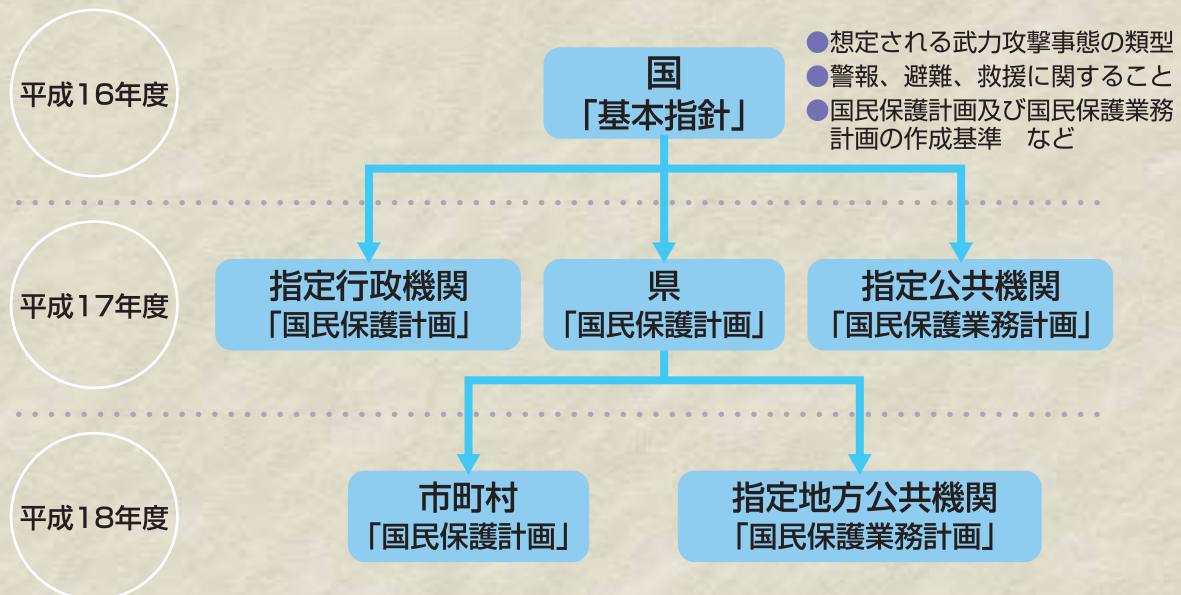 平成16年度
国
「基本指針」
●想定される武力攻撃事態の類型
●警報、避難、救援に関すること
●国民保護計画及び国民保護業務
計画の作成基準　など
平成17年度
指定行政機関
「国民保護計画」
県
「国民保護計画」
指定公共機関
「国民保護業務計画」
平成18年度
市町村
「国民保護計画」
指定地方公共機関
「国民保護業務計画」